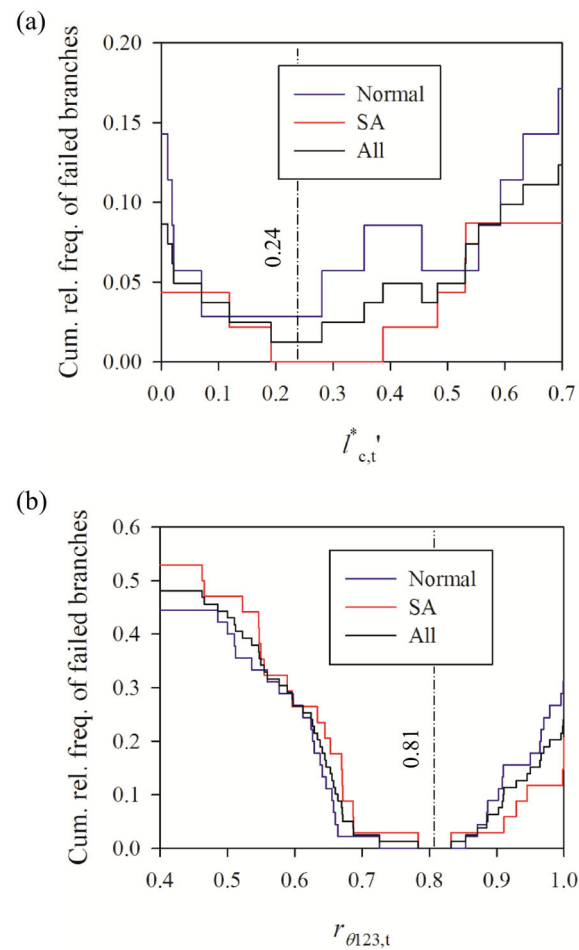 (a)
Cum. rel. freq. of failed branches
0.20
0.15
0.10
0.05
0.00
Normal
SA
All
0.24
0.0 0.1 0.2 0.3 0.4 0.5 0.6 0.7
l*c,t'
(b)
Cum. rel. freq. of failed branches
0.6
0.5
0.4
0.3
0.2
0.1
0.0
Normal
SA
All
0.81
0.4 0.5 0.6 0.7 0.8 0.9 1.0
rθ123,t